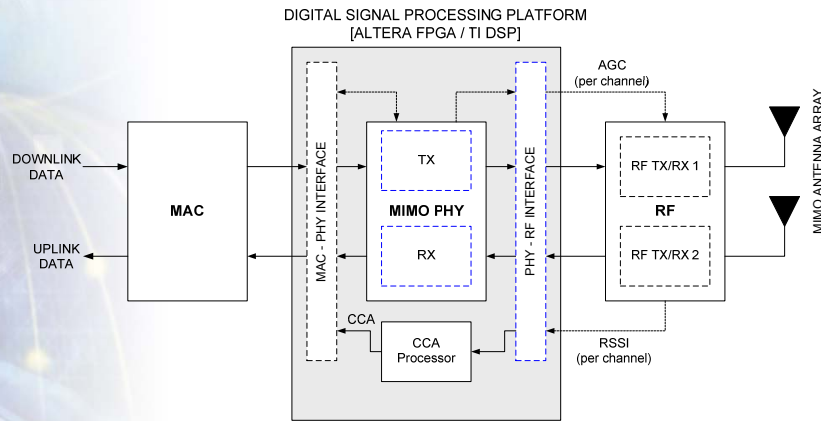 DIGITAL SIGNAL PROCESSING PLATFORM
[ALTERA FPGA / TI DSP]
AGC
(per channel)
DOWNLINK
DATA
UPLINK
DATA
MAC
MAC - PHY INTERFACE
TX
MIMO PHY
RX
CCA
CCA
Processor
PHY - RF INTERFACE
RF TX/RX 1
RF
RF TX/RX 2
RSSI
(per channel)
MIMO ANTENNA ARRAY